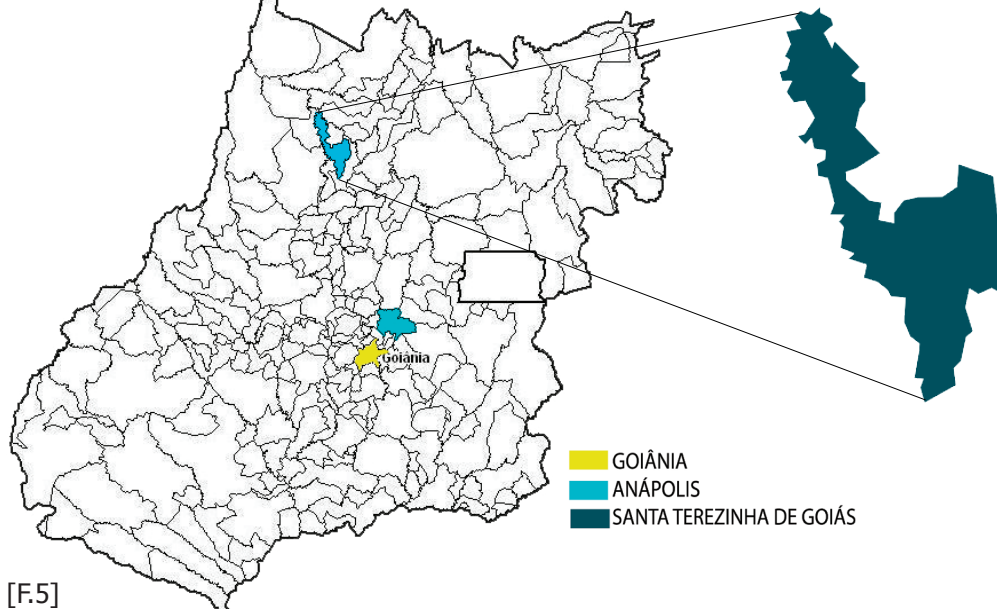 Goiânia
GOIÂNIA
ANÁPOLIS
SANTA TEREZINHA DE GOIÁS
[F.5]